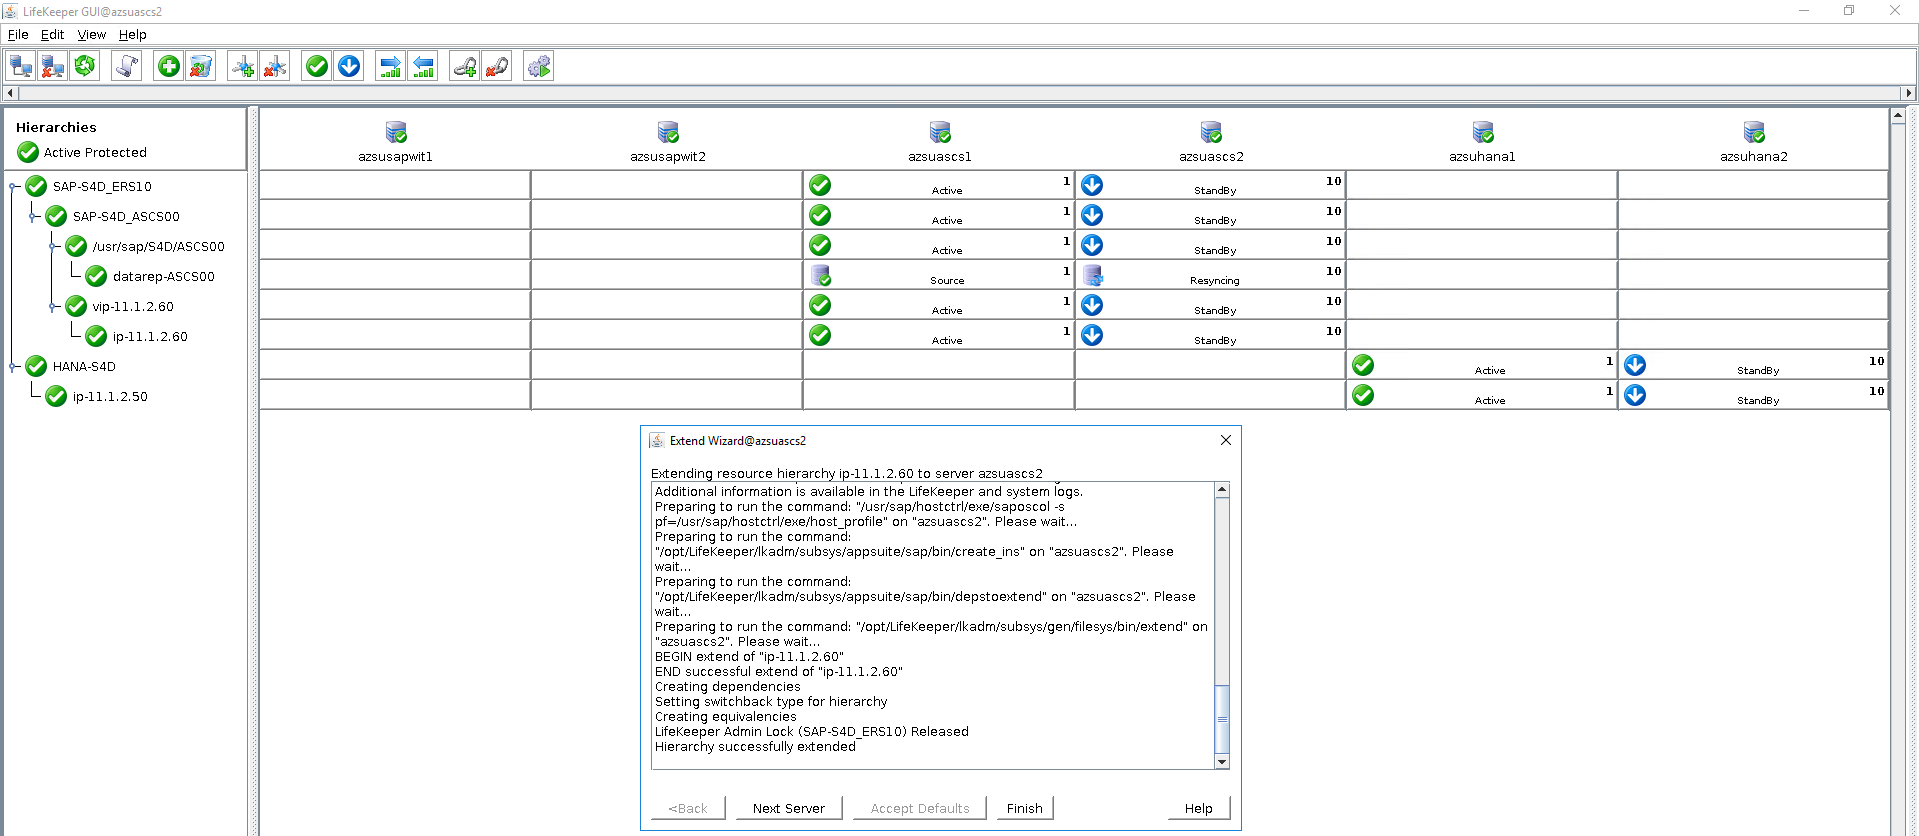 LifeKeeper GUI@azsuascs2
File Edit View Help
Hierarchies
Active Protected
azsusapwit1 azsusapwit2 azsuascs1 azsuascs2 azsuhana1 azsuhana2
SAP-S4D_ERS10 Active 1 StandBy 10
SAP-S4D_ASCS00 Active 1 StandBy 10
/usr/sap/S4D/ASCS00 Active 1 StandBy 10
datarep-ASCS00 Source 1 Resyncing 10
vip-11.1.2.60 Active 1 StandBy 10
ip-11.1.2.60 Active 1 StandBy 10
HANA-S4D Active 1 StandBy 10
ip-11.1.2.50 Active 1 StandBy 10
Extend Wizard@azsuascs2
Extending resource hierarchy ip-11.1.2.60 to server azsuascs2
Additional information is available in the LifeKeeper and system logs.
Preparing to run the command: "/usr/sap/hostctrl/exe/saposcol -s
pf=/usr/sap/hostctrl/exe/host_profile" on "azsuascs2". Please wait...
Preparing to run the command:
"/opt/LifeKeeper/lkadm/subsys/appsuite/sap/bin/create_ins" on "azsuascs2". Please
wait...
Preparing to run the command:
"/opt/LifeKeeper/lkadm/subsys/appsuite/sap/bin/depstoextend" on "azsuascs2". Please
wait...
Preparing to run the command: "/opt/LifeKeeper/lkadm/subsys/gen/filesys/bin/extend" on
"azsuascs2". Please wait...
BEGIN extend of "ip-11.1.2.60"
END successful extend of "ip-11.1.2.60"
Creating dependencies
Setting switchback type for hierarchy
Creating equivalencies
LifeKeeper Admin Lock (SAP-S4D_ERS10) Released
Hierarchy successfully extended
<Back Next Server Accept Defaults Finish Help